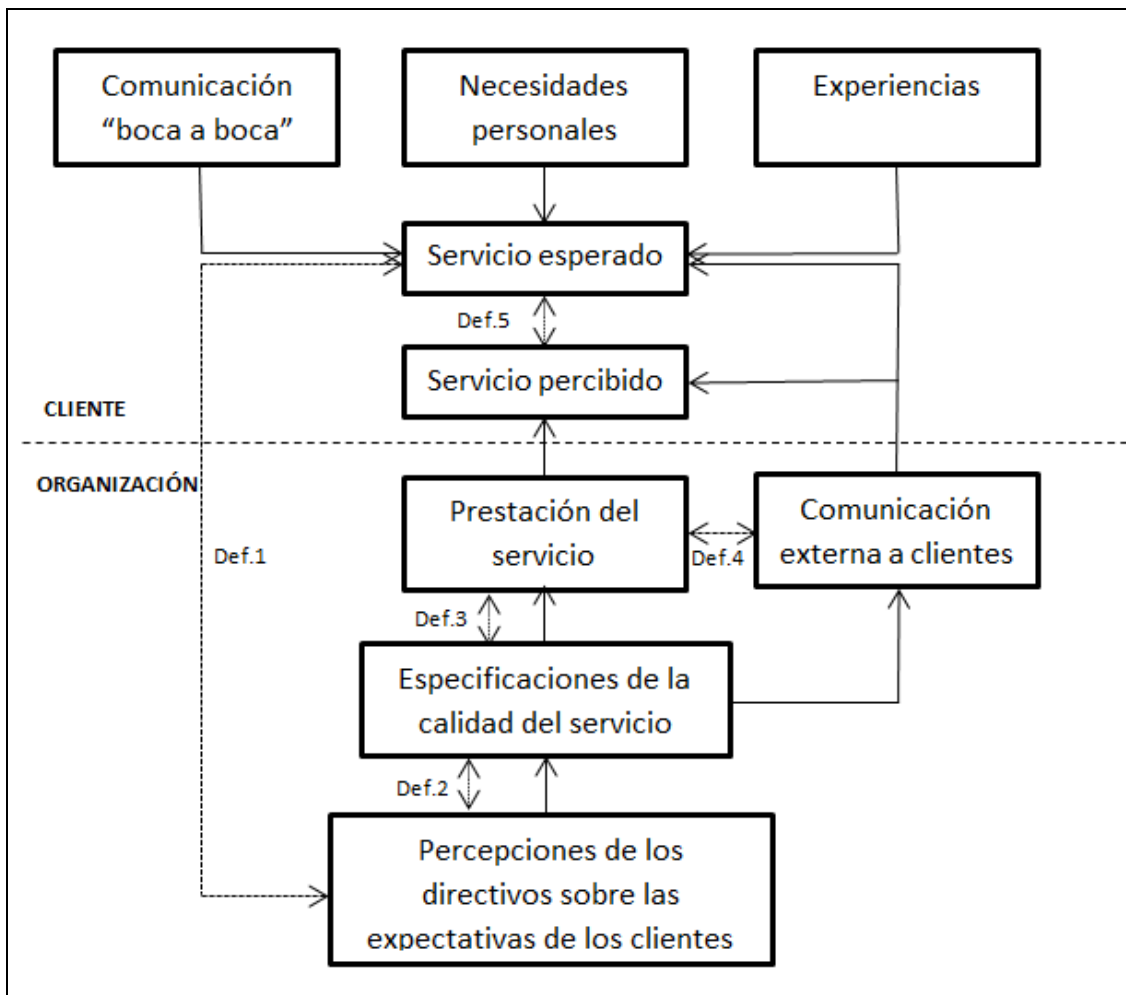 Comunicación
“boca a boca”
Necesidades
personales
Experiencias
Servicio esperado
Def.5
Servicio percibido
CLIENTE
ORGANIZACIÓN
Prestación del
servicio
Comunicación
externa a clientes
Def.1
Def.4
Def.3
Especificaciones de la
calidad del servicio
Def.2
Percepciones de los
directivos sobre las
expectativas de los clientes